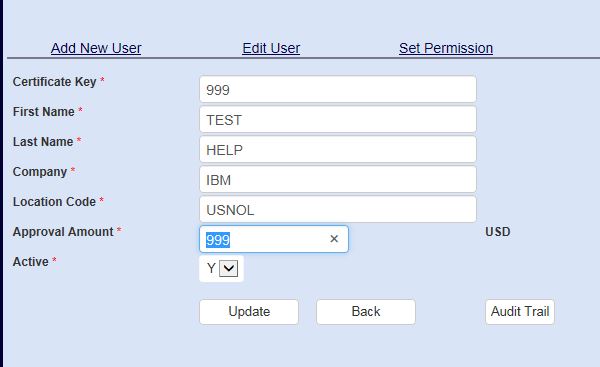 Add New User Edit User Set Permission
Certificate Key * 999
First Name * TEST
Last Name * HELP
Company * IBM
Location Code * USNOL
Approval Amount * 999 × USD
Active * Y
Update Back Audit Trail